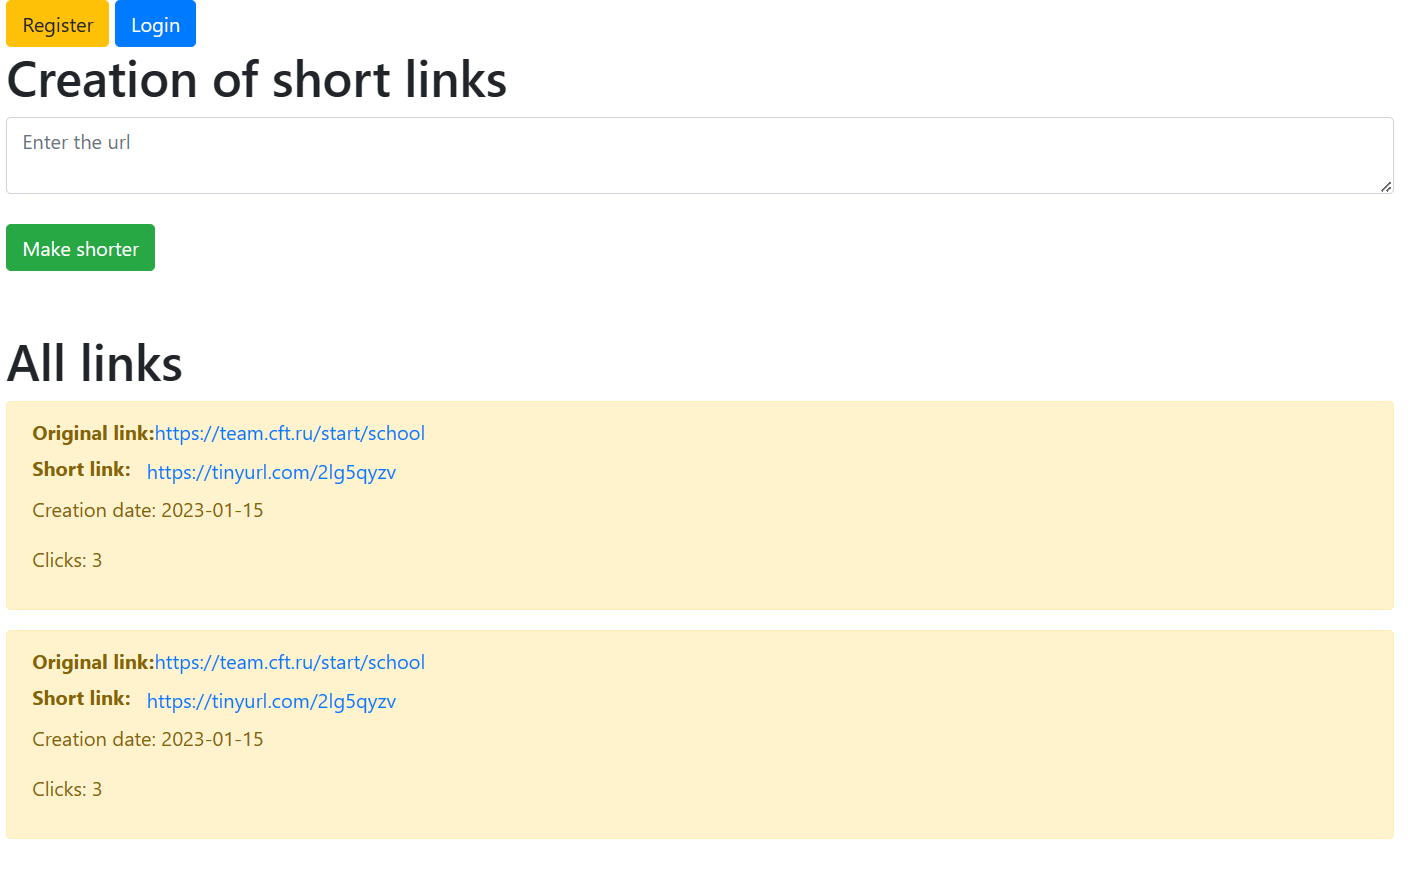 Register Login
Creation of short links
Enter the url
Make shorter
All links
Original link:https://team.cft.ru/start/school
Short link: https://tinyurl.com/2lg5qyzv
Creation date: 2023-01-15
Clicks: 3
Original link:https://team.cft.ru/start/school
Short link: https://tinyurl.com/2lg5qyzv
Creation date: 2023-01-15
Clicks: 3